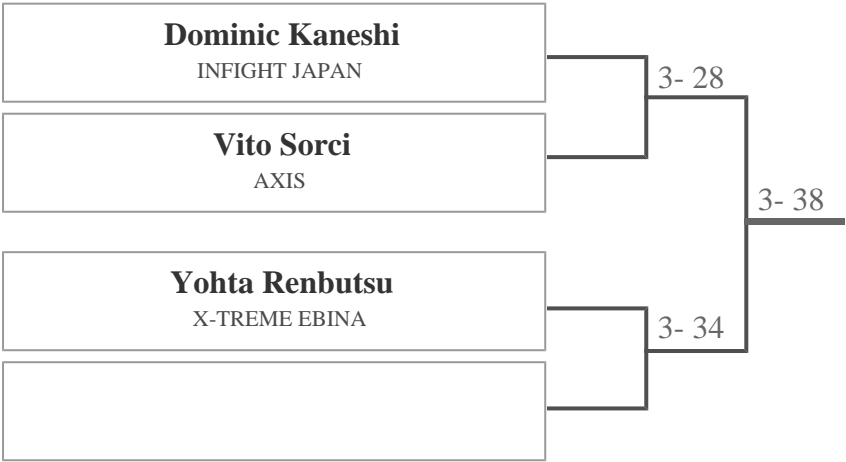 Dominic Kaneshi
INFIGHT JAPAN
3- 28
Vito Sorci
AXIS
3- 38
Yohta Renbutsu
X-TREME EBINA
3- 34